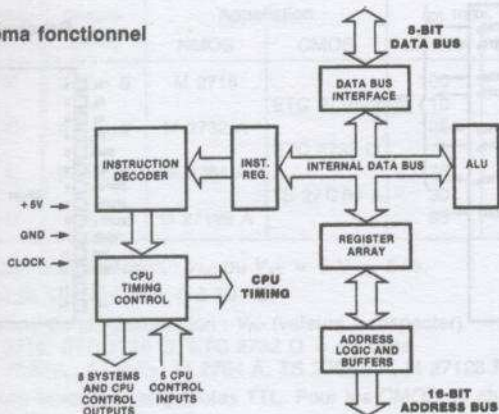 éma fonctionnel
8-BIT
DATA BUS
DATA BUS
INTERFACE
INSTRUCTION
DECODER
INST.
REG.
INTERNAL DATA BUS
ALU
+5V
GND
CLOCK
REGISTER
ARRAY
CPU
TIMING
CONTROL
CPU
TIMING
ADDRESS
LOGIC AND
BUFFERS
8 SYSTEMS
AND CPU
CONTROL
OUTPUTS
5 CPU
CONTROL
INPUTS
16-BIT
ADDRESS BUS